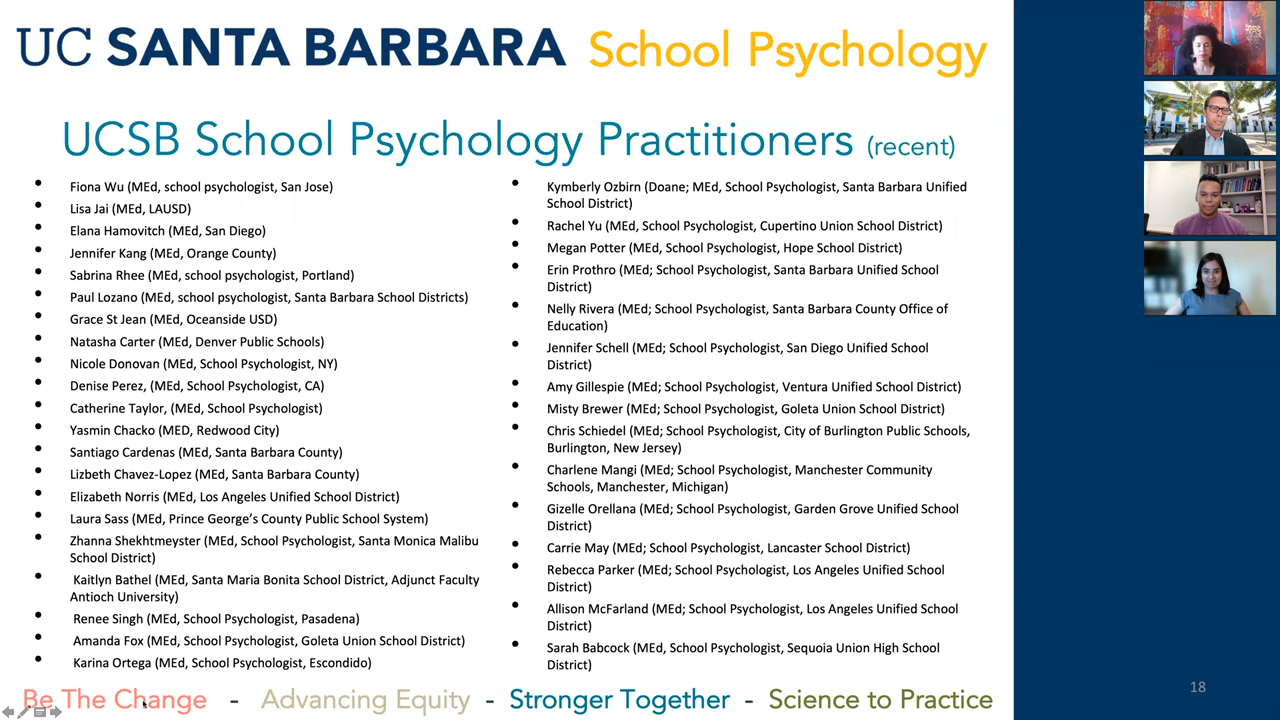 UC SANTA BARBARA School Psychology
UCSB School Psychology Practitioners (recent)
• Fiona Wu (MEd, school psychologist, San Jose)
• Lisa Jai (MEd, LAUSD)
• Elana Hamovitch (MEd, San Diego)
• Jennifer Kang (MEd, Orange County)
• Sabrina Rhee (MEd, school psychologist, Portland)
• Paul Lozano (MEd, school psychologist, Santa Barbara School Districts)
• Grace St Jean (MEd, Oceanside USD)
• Natasha Carter (MEd, Denver Public Schools)
• Nicole Donovan (MEd, School Psychologist, NY)
• Denise Perez, (MEd, School Psychologist, CA)
• Catherine Taylor, (MEd, School Psychologist)
• Yasmin Chacko (MED, Redwood City)
• Santiago Cardenas (MEd, Santa Barbara County)
• Lizbeth Chavez-Lopez (MEd, Santa Barbara County)
• Elizabeth Norris (MEd, Los Angeles Unified School District)
• Laura Sass (MEd, Prince George’s County Public School System)
• Zhanna Shekhtmeyster (MEd, School Psychologist, Santa Monica Malibu
School District)
• Kaitlyn Bathel (MEd, Santa Maria Bonita School District, Adjunct Faculty
Antioch University)
• Renee Singh (MEd, School Psychologist, Pasadena)
• Amanda Fox (MEd, School Psychologist, Goleta Union School District)
• Karina Ortega (MEd, School Psychologist, Escondido)
• Kymberly Ozbirn (Doane; MEd, School Psychologist, Santa Barbara Unified
School District)
• Rachel Yu (MEd, School Psychologist, Cupertino Union School District)
• Megan Potter (MEd, School Psychologist, Hope School District)
• Erin Prothro (MEd; School Psychologist, Santa Barbara Unified School
District)
• Nelly Rivera (MEd; School Psychologist, Santa Barbara County Office of
Education)
• Jennifer Schell (MEd; School Psychologist, San Diego Unified School
District)
• Amy Gillespie (MEd; School Psychologist, Ventura Unified School District)
• Misty Brewer (MEd; School Psychologist, Goleta Union School District)
• Chris Schiedel (MEd; School Psychologist, City of Burlington Public Schools,
Burlington, New Jersey)
• Charlene Mangi (MEd; School Psychologist, Manchester Community
Schools, Manchester, Michigan)
• Gizelle Orellana (MEd; School Psychologist, Garden Grove Unified School
District)
• Carrie May (MEd; School Psychologist, Lancaster School District)
• Rebecca Parker (MEd; School Psychologist, Los Angeles Unified School
District)
• Allison McFarland (MEd; School Psychologist, Los Angeles Unified School
District)
• Sarah Babcock (MEd, School Psychologist, Sequoia Union High School
District)
Be The Change - Advancing Equity - Stronger Together - Science to Practice
18